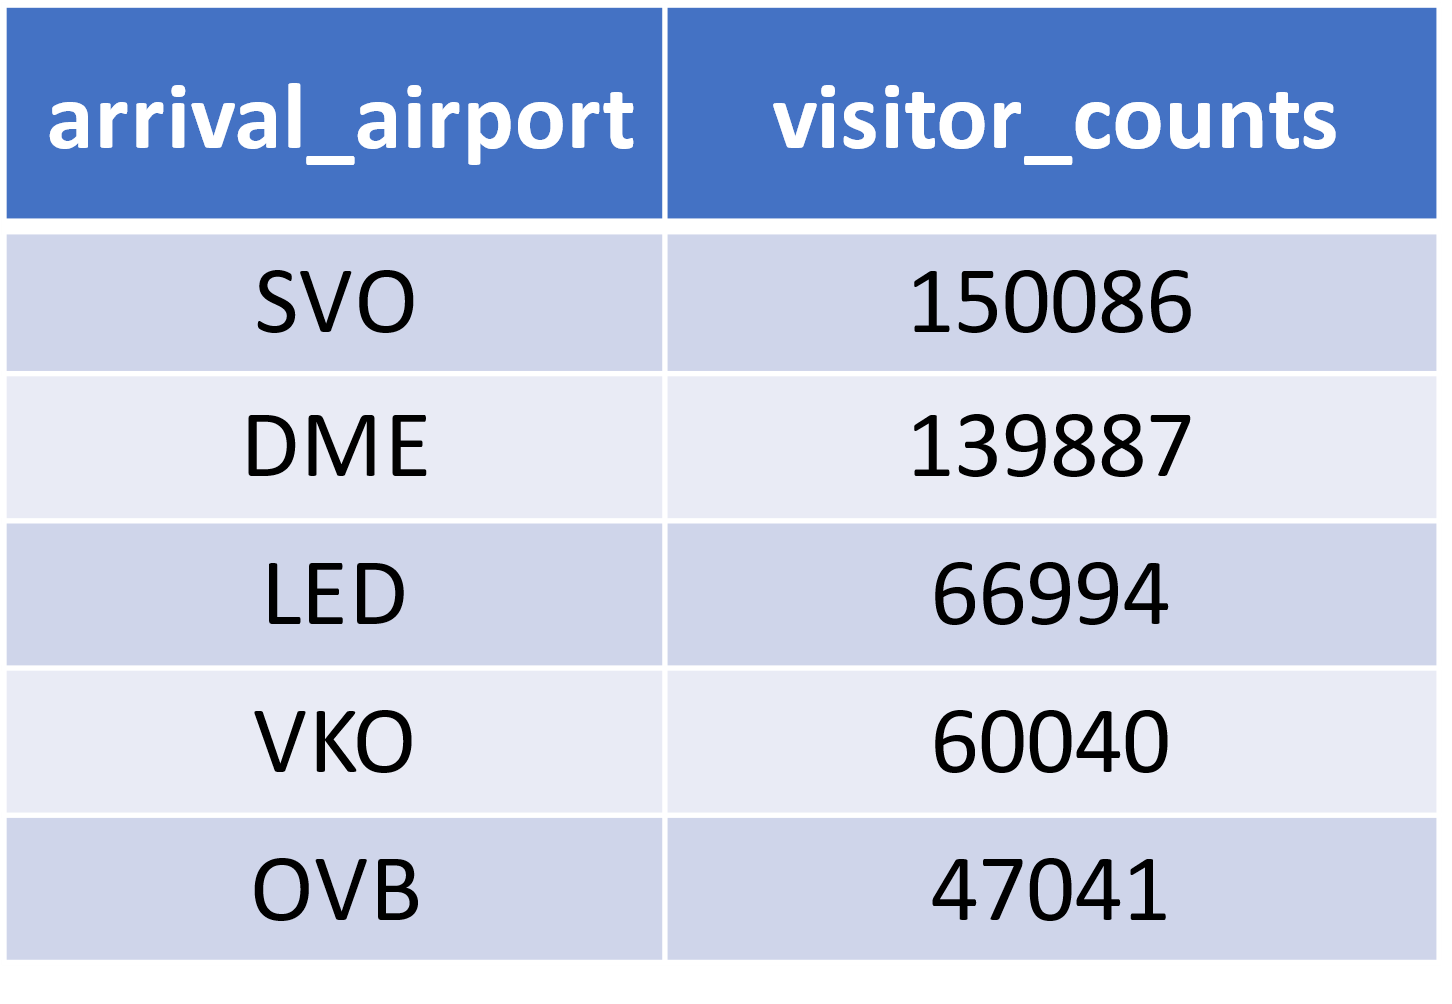 arrival_airport visitor_counts
SVO 150086
DME 139887
LED 66994
VKO 60040
OVB 47041